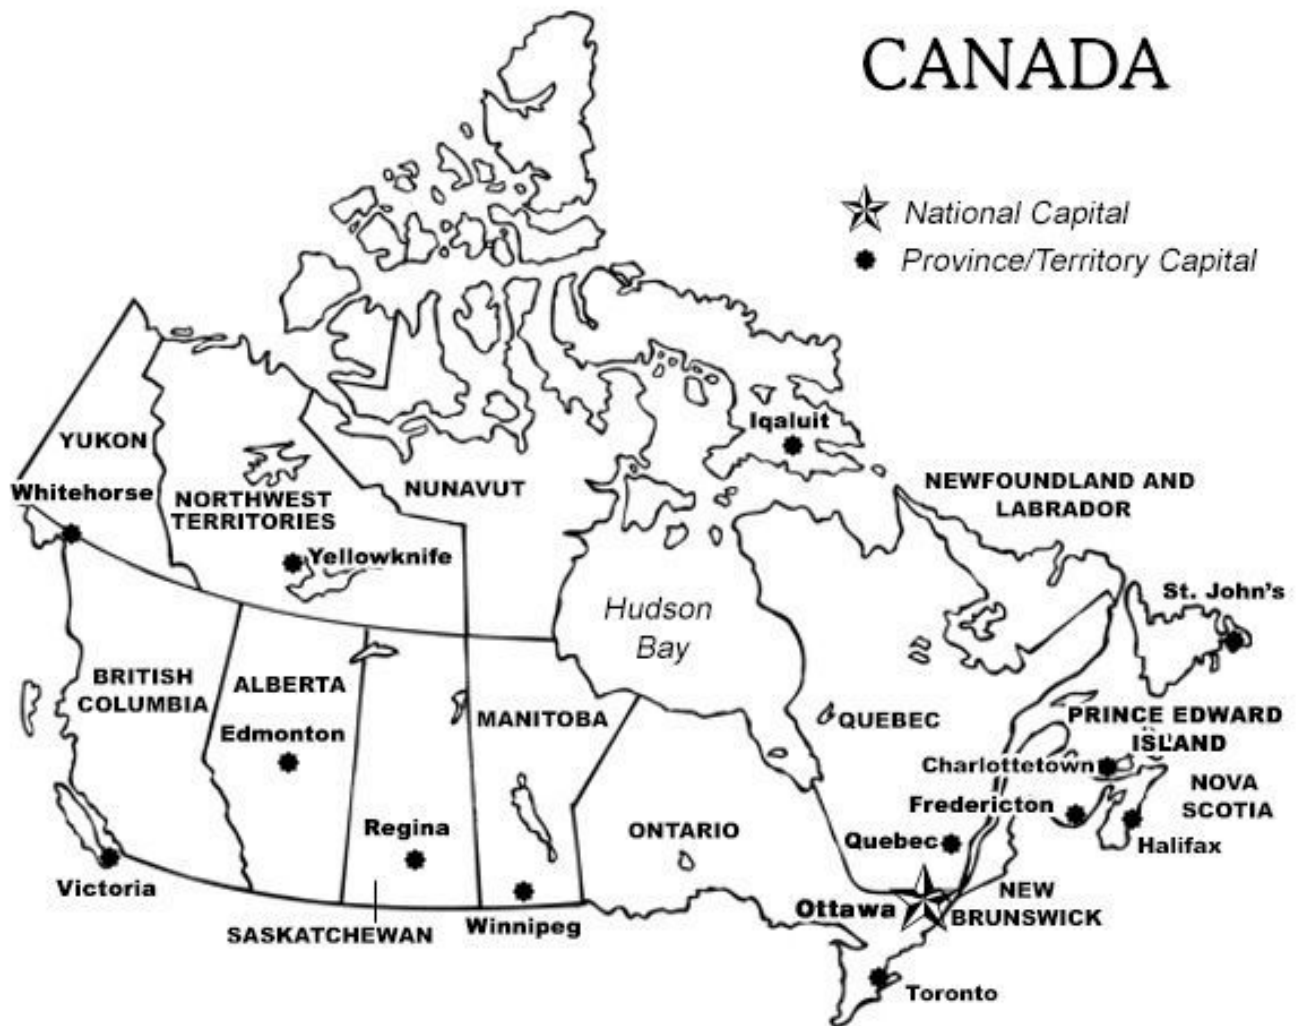 CANADA
National Capital
Province/Territory Capital
Iqaluit
YUKON
Whitehorse
NORTHWEST
TERRITORIES
NUNAVUT
NEWFOUNDLAND AND
LABRADOR
Yellowknife
St. John's
Hudson
Bay
BRITISH
COLUMBIA
ALBERTA
Edmonton
MANITOBA
QUEBEC
PRINCE EDWARD
ISLAND
Charlottetown
NOVA
SCOTIA
Fredericton
Regina
ONTARIO
Quebec
Halifax
Victoria
NEW
BRUNSWICK
Ottawa
Winnipeg
SASKATCHEWAN
Toronto